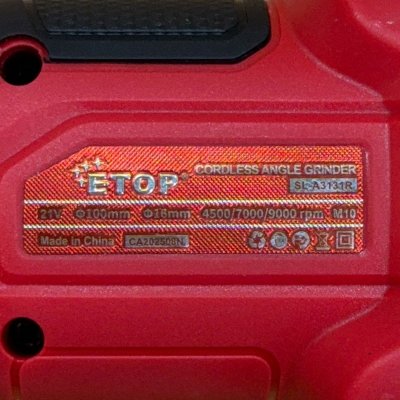 CORDLESS ANGLE GRINDER
ETOP®
SL-A3131R
21V Φ100mm Φ16mm 4500/7000/9000 rpm M10
Made in China CA202508N